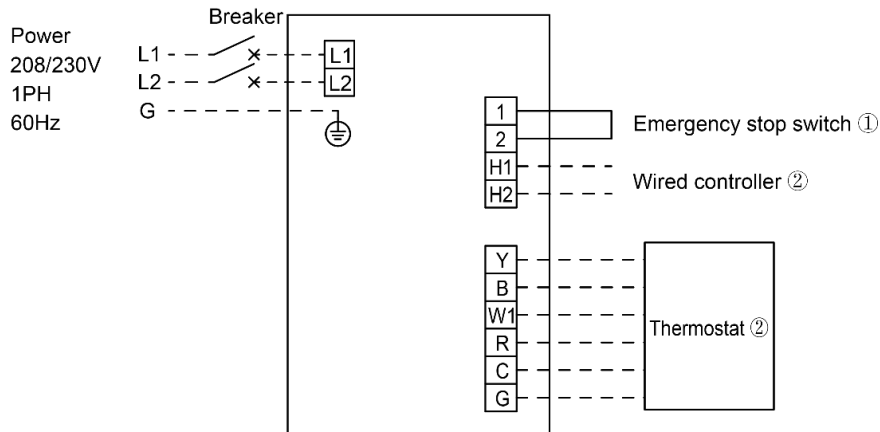 Power
208/230V
1PH
60Hz
Breaker
L1
L2
G
L1
L2
1
2
H1
H2
Emergency stop switch ①
Wired controller ②
Y
B
W1
R
C
G
Thermostat ②